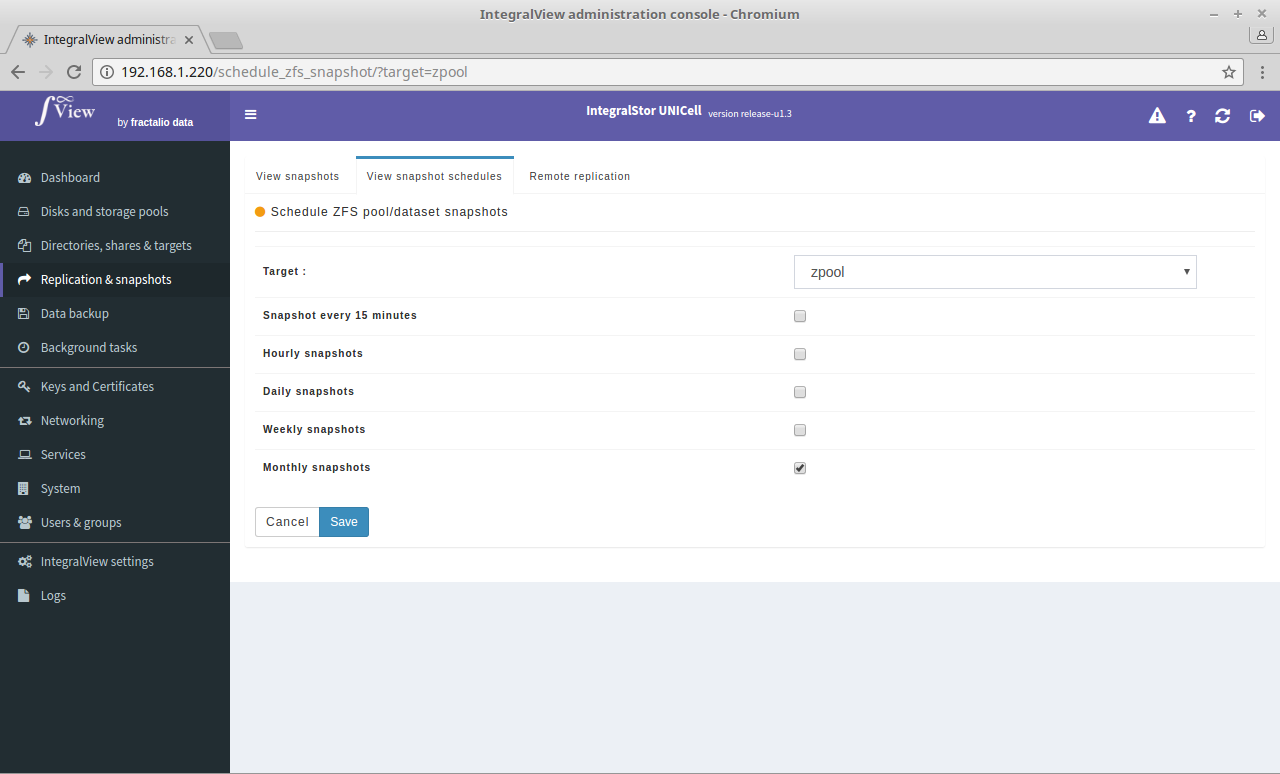 IntegralView administration console - Chromium
IntegralView administra
192.168.1.220/schedule_zfs_snapshot/?target=zpool
∫∞ View
by fractalio data
IntegralStor UNICell version release-u1.3
Dashboard
Disks and storage pools
Directories, shares & targets
Replication & snapshots
Data backup
Background tasks
Keys and Certificates
Networking
Services
System
Users & groups
IntegralView settings
Logs
View snapshots
View snapshot schedules
Remote replication
Schedule ZFS pool/dataset snapshots
Target :
zpool
Snapshot every 15 minutes
Hourly snapshots
Daily snapshots
Weekly snapshots
Monthly snapshots
Cancel
Save